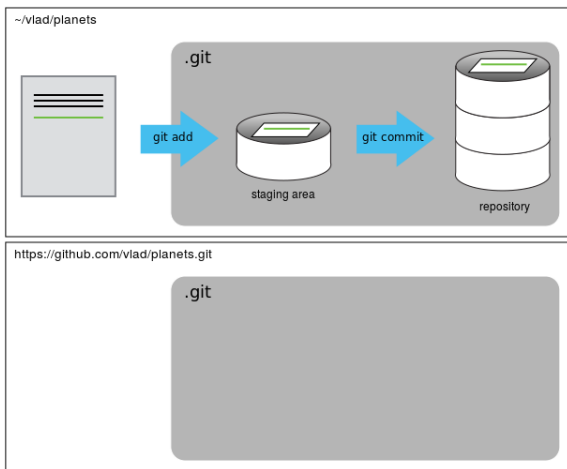 ~/vlad/planets
.git
git add
git commit
staging area
repository
https://github.com/vlad/planets.git
.git